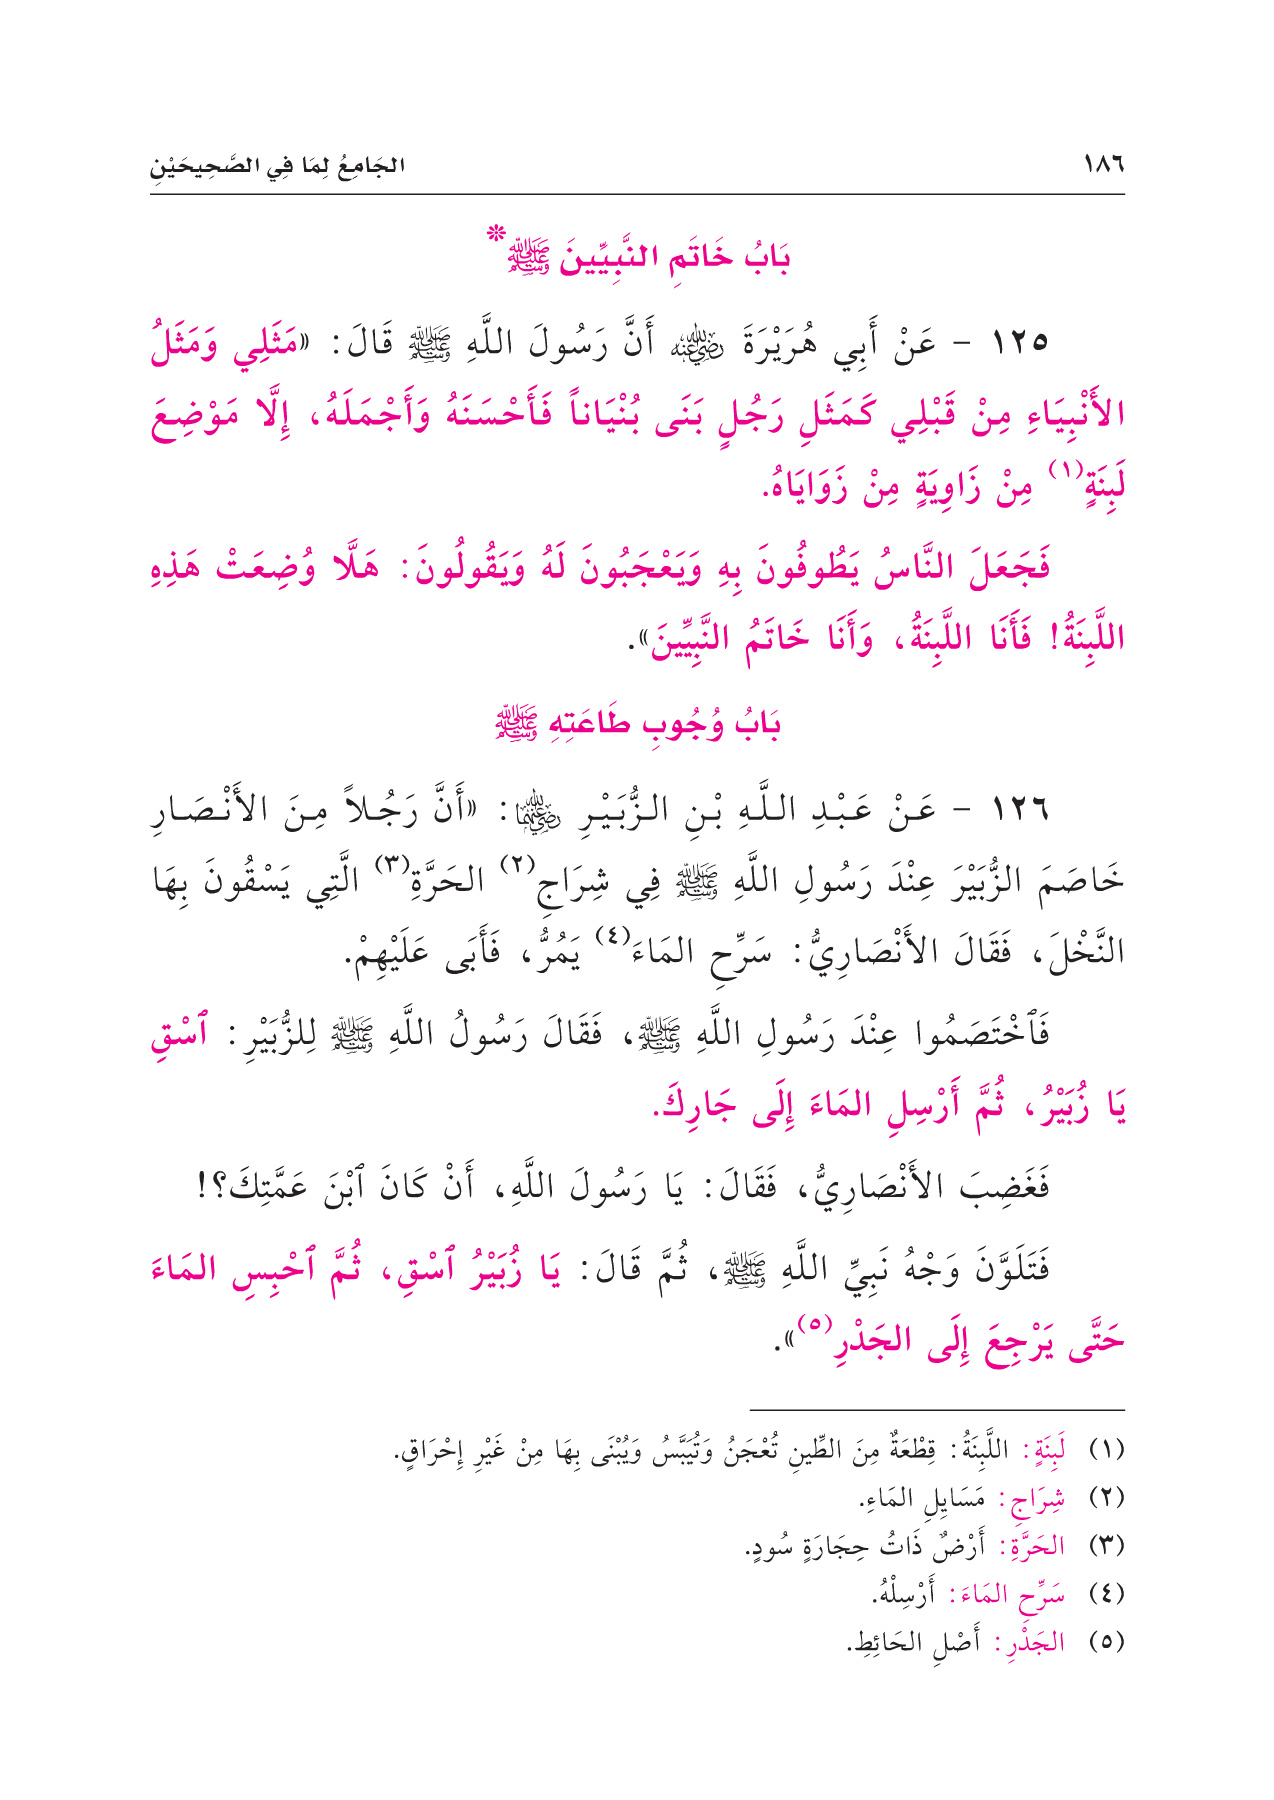 ١٨٦ الجَامِعُ لِمَا فِي الصَّحِيحَيْنِ
بَابُ خَاتَمِ النَّبِيِّينَ ﷺ*
١٢٥ - عَنْ أَبِي هُرَيْرَةَ رضي الله عنه أَنَّ رَسُولَ اللَّهِ ﷺ قَالَ: «مَثَلِي وَمَثَلُ
الأَنْبِيَاءِ مِنْ قَبْلِي كَمَثَلِ رَجُلٍ بَنَى بُنْيَاناً فَأَحْسَنَهُ وَأَجْمَلَهُ، إِلَّا مَوْضِعَ
لَبِنَةٍ(١) مِنْ زَاوِيَةٍ مِنْ زَوَايَاهُ.
فَجَعَلَ النَّاسُ يَطُوفُونَ بِهِ وَيَعْجَبُونَ لَهُ وَيَقُولُونَ: هَلَّا وُضِعَتْ هَذِهِ
اللَّبِنَةُ! فَأَنَا اللَّبِنَةُ، وَأَنَا خَاتَمُ النَّبِيِّينَ».
بَابُ وُجُوبِ طَاعَتِهِ ﷺ
١٢٦ - عَنْ عَبْدِ اللَّهِ بْنِ الزُّبَيْرِ رضي الله عنهما: «أَنَّ رَجُلاً مِنَ الأَنْصَارِ
خَاصَمَ الزُّبَيْرَ عِنْدَ رَسُولِ اللَّهِ ﷺ فِي شِرَاجِ(٢) الحَرَّةِ(٣) الَّتِي يَسْقُونَ بِهَا
النَّخْلَ، فَقَالَ الأَنْصَارِيُّ: سَرِّحِ المَاءَ(٤) يَمُرُّ، فَأَبَى عَلَيْهِمْ.
فَٱخْتَصَمُوا عِنْدَ رَسُولِ اللَّهِ ﷺ، فَقَالَ رَسُولُ اللَّهِ ﷺ لِلزُّبَيْرِ: ٱسْقِ
يَا زُبَيْرُ، ثُمَّ أَرْسِلِ المَاءَ إِلَى جَارِكَ.
فَغَضِبَ الأَنْصَارِيُّ، فَقَالَ: يَا رَسُولَ اللَّهِ، أَنْ كَانَ ٱبْنَ عَمَّتِكَ؟!
فَتَلَوَّنَ وَجْهُ نَبِيِّ اللَّهِ ﷺ، ثُمَّ قَالَ: يَا زُبَيْرُ ٱسْقِ، ثُمَّ ٱحْبِسِ المَاءَ
حَتَّى يَرْجِعَ إِلَى الجَدْرِ(٥)».
(١) لَبِنَةٍ: اللَّبِنَةُ: قِطْعَةٌ مِنَ الطِّينِ تُعْجَنُ وَتُيَبَّسُ وَيُبْنَى بِهَا مِنْ غَيْرِ إِحْرَاقٍ.
(٢) شِرَاجِ: مَسَايِلِ المَاءِ.
(٣) الحَرَّةِ: أَرْضٌ ذَاتُ حِجَارَةٍ سُودٍ.
(٤) سَرِّحِ المَاءَ: أَرْسِلْهُ.
(٥) الجَدْرِ: أَصْلِ الحَائِطِ.